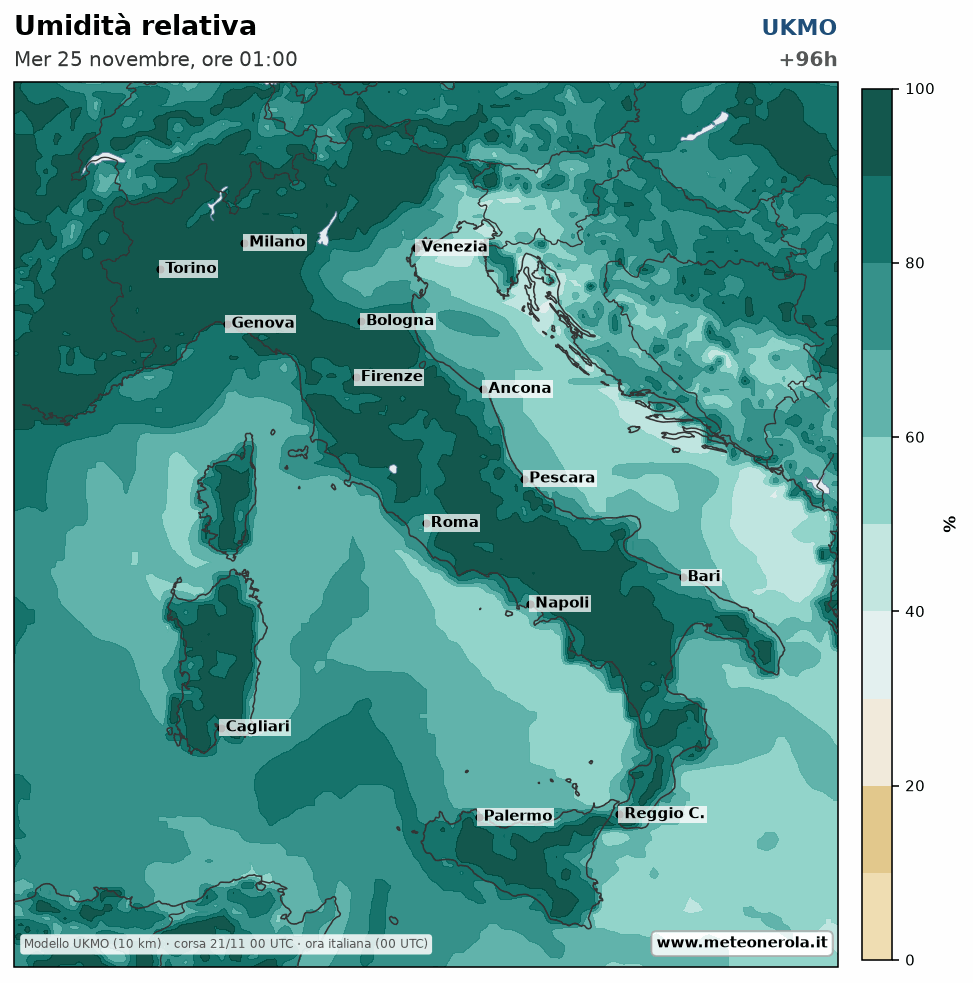 Umidità relativa
UKMO
Mer 25 novembre, ore 01:00
+96h
100
80
60
40
20
0
%
Milano
Venezia
Torino
Genova
Bologna
Firenze
Ancona
Pescara
Roma
Bari
Napoli
Cagliari
Palermo
Reggio C.
Modello UKMO (10 km) · corsa 21/11 00 UTC · ora italiana (00 UTC)
www.meteonerola.it